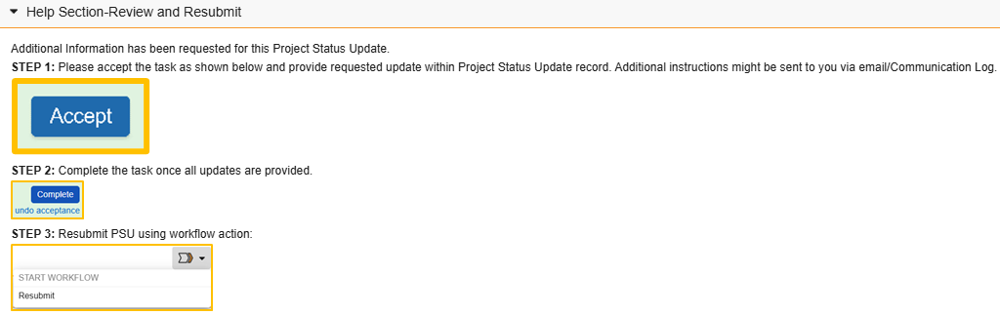 Help Section-Review and Resubmit
Additional Information has been requested for this Project Status Update.
STEP 1: Please accept the task as shown below and provide requested update within Project Status Update record. Additional instructions might be sent to you via email/Communication Log.
Accept
STEP 2: Complete the task once all updates are provided.
Complete
undo acceptance
STEP 3: Resubmit PSU using workflow action:
START WORKFLOW
Resubmit